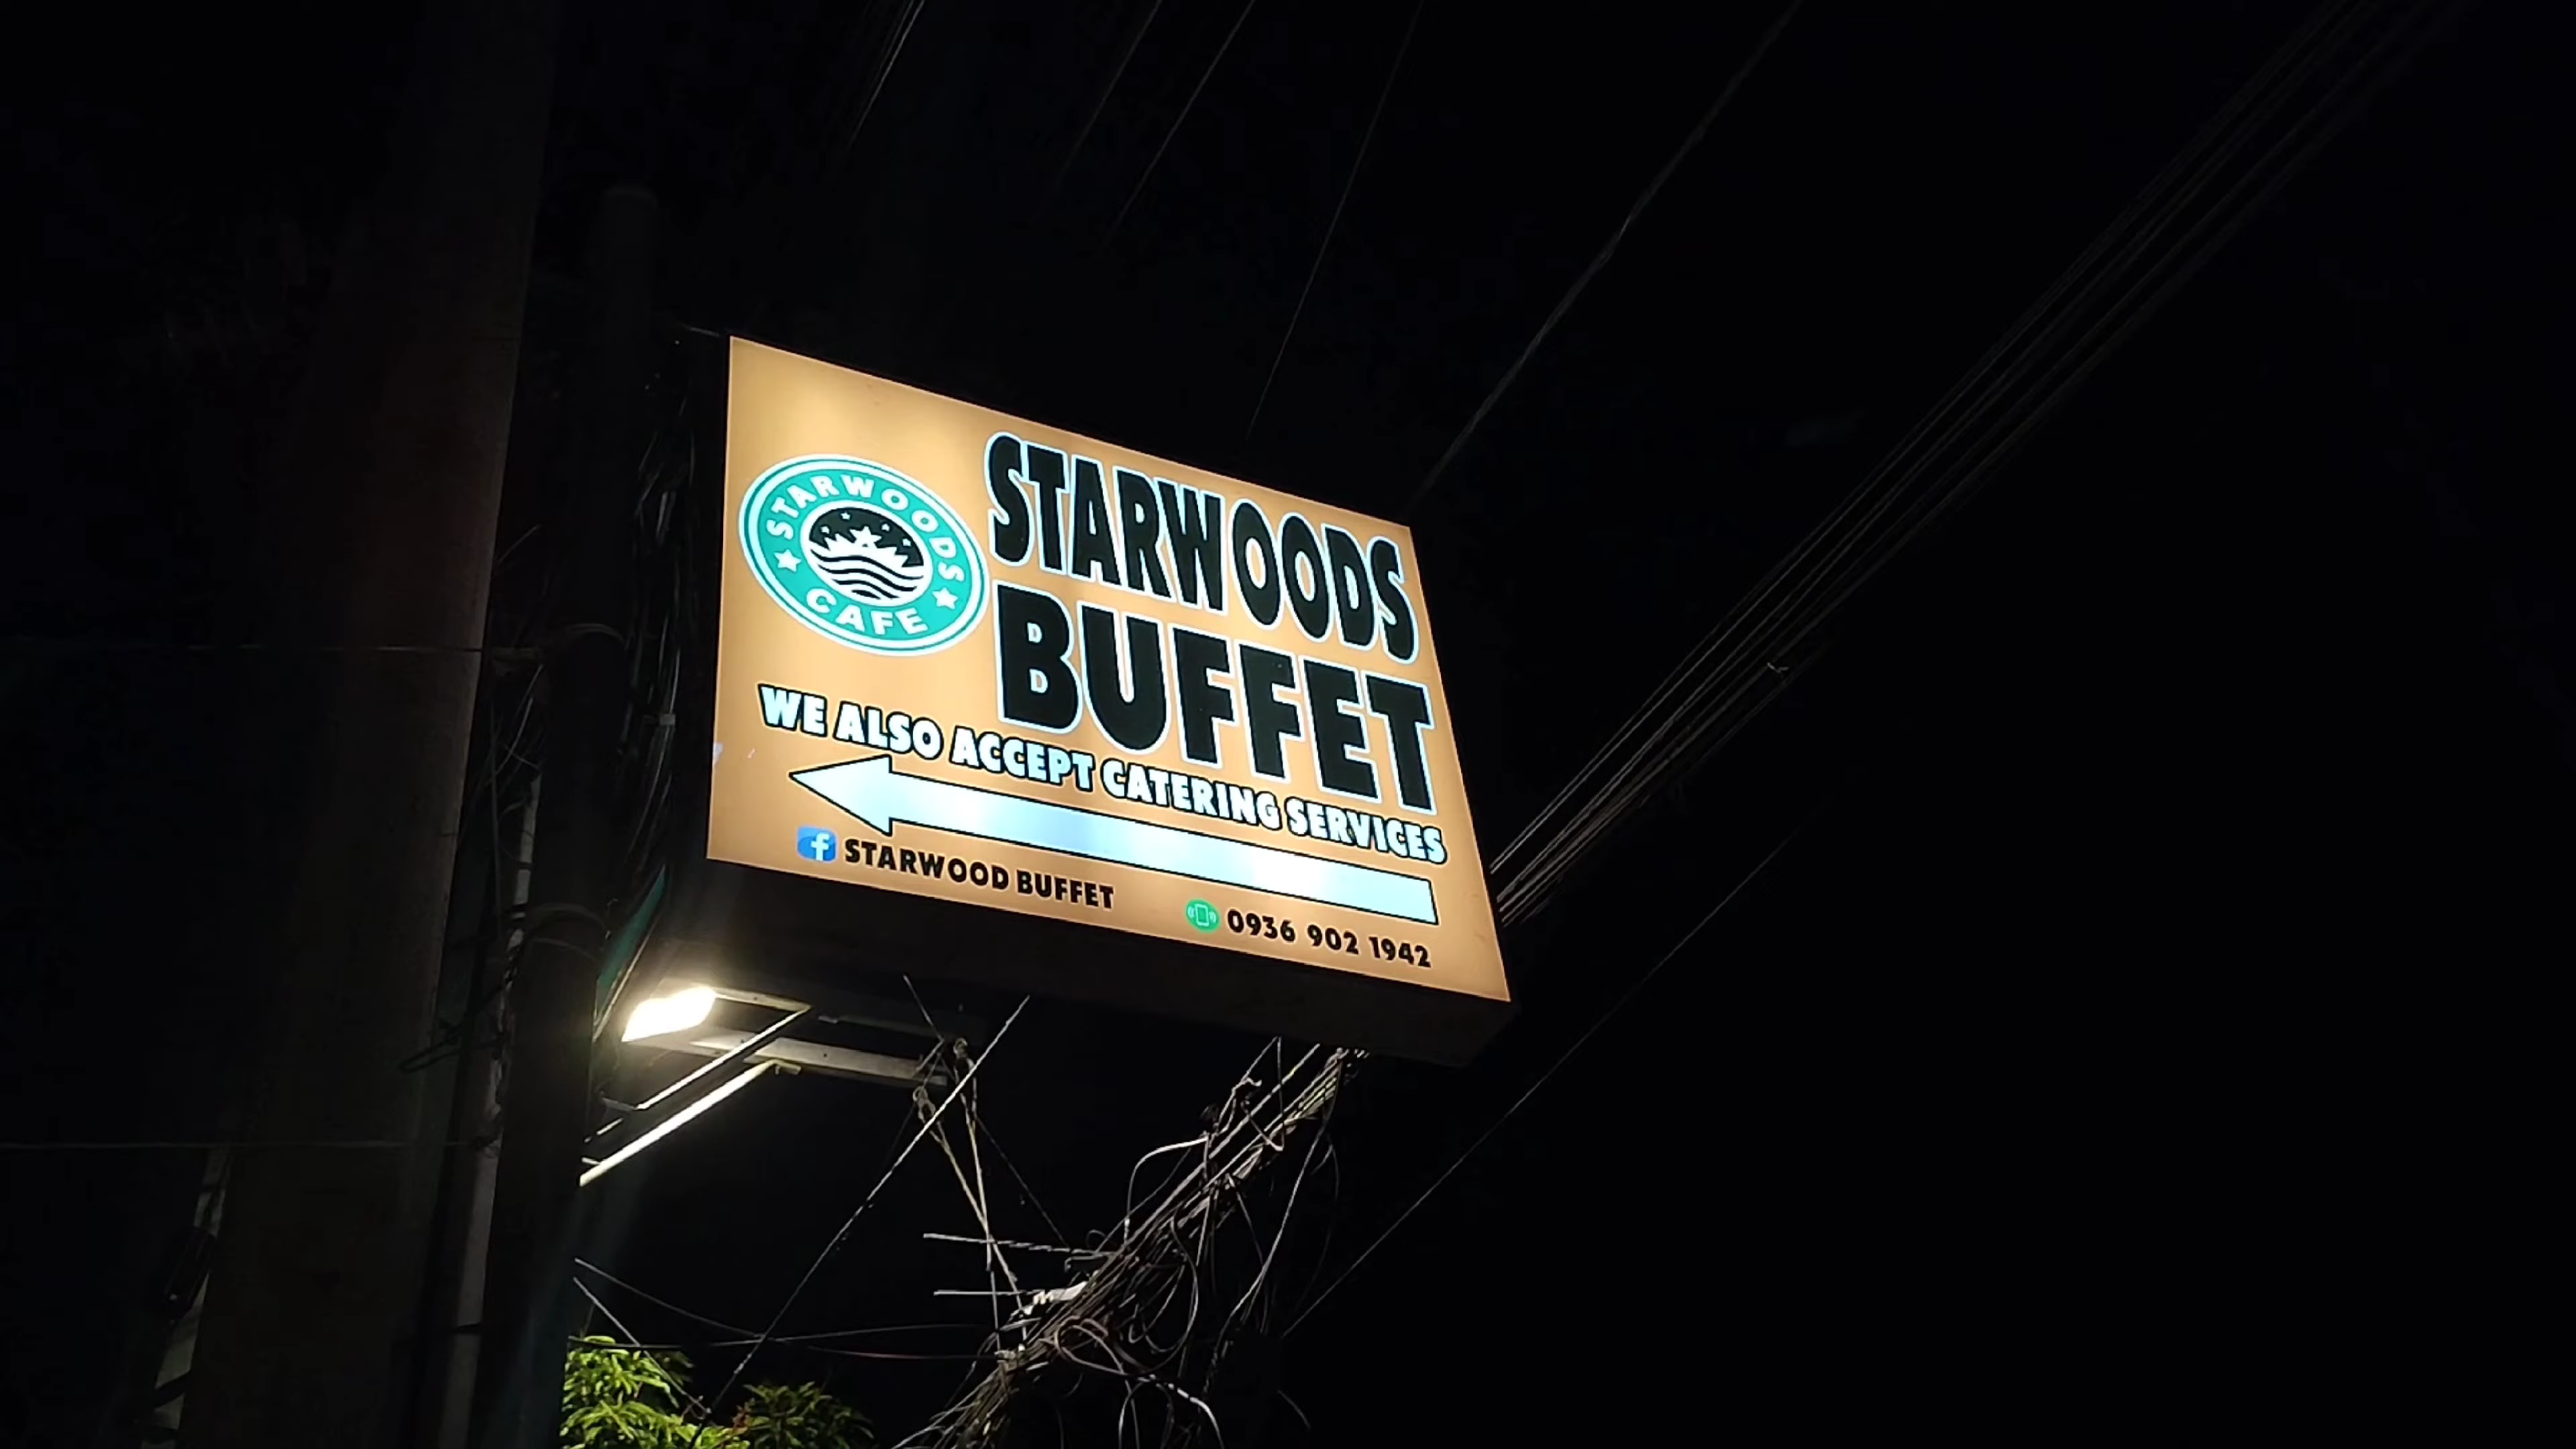 STARWOODS
CAFE
STARWOODS
BUFFET
WE ALSO ACCEPT CATERING SERVICES
STARWOOD BUFFET
0936 902 1942